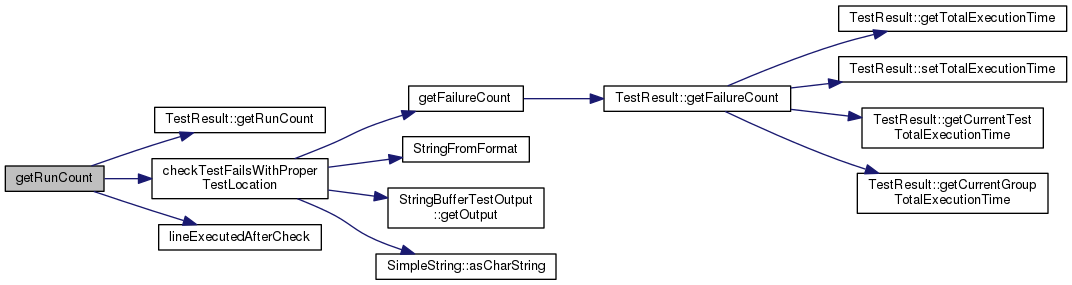 TestResult::getTotalExecutionTime
TestResult::setTotalExecutionTime
getFailureCount
TestResult::getFailureCount
TestResult::getRunCount
TestResult::getCurrentTest
TotalExecutionTime
StringFromFormat
getRunCount
checkTestFailsWithProper
TestLocation
TestResult::getCurrentGroup
TotalExecutionTime
StringBufferTestOutput
::getOutput
lineExecutedAfterCheck
SimpleString::asCharString